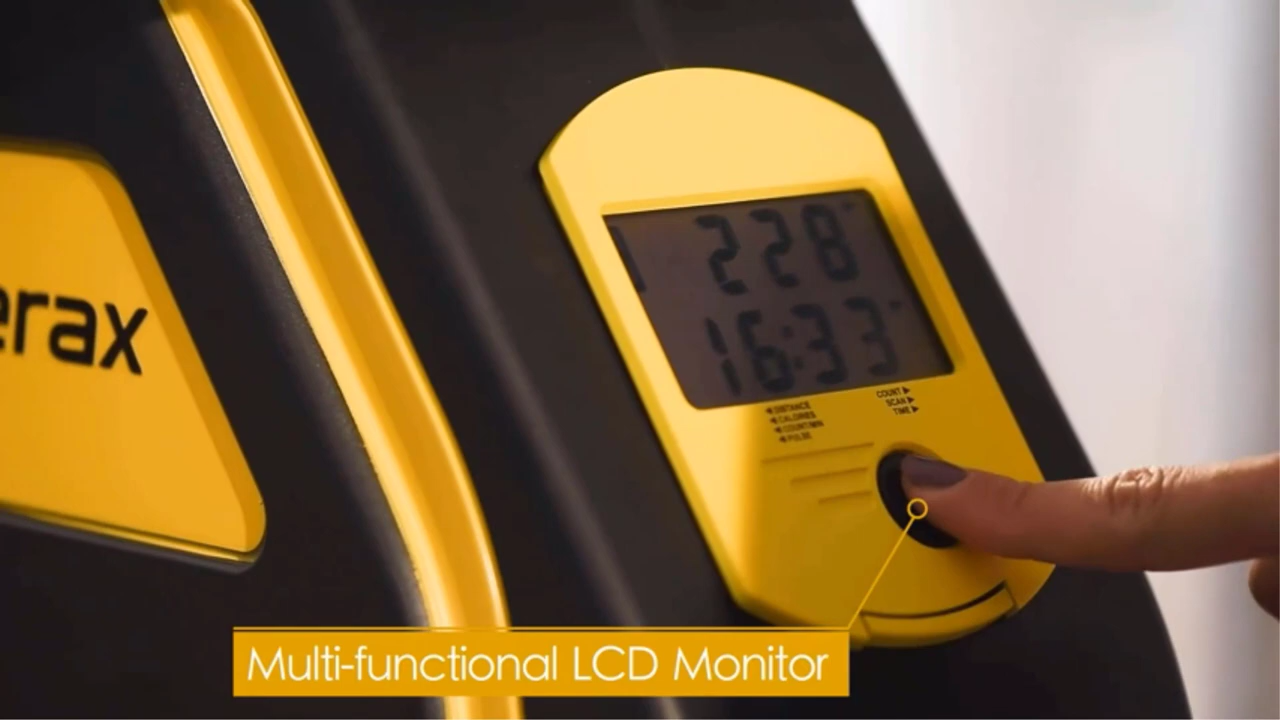 erax
228
16:33
◀DISTANCE
◀CALORIES
◀COUNT/MIN
◀PULSE
COUNT▶
SCAN▶
TIME▶
Multi-functional LCD Monitor